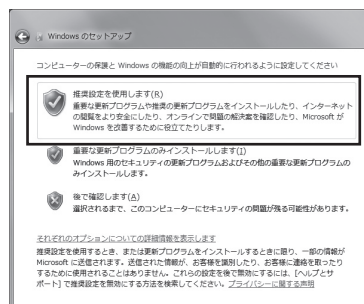 Windows のセットアップ
コンピューターの保護と Windows の機能の向上が自動的に行われるように設定してください
推奨設定を使用します(R)
重要な更新プログラムや推奨の更新プログラムをインストールしたり、インターネット
の閲覧をより安全にしたり、オンラインで問題の解決策を確認したり、Microsoft が
Windows を改善するために役立てたりします。
重要な更新プログラムのみインストールします(I)
Windows 用のセキュリティの更新プログラムおよびその他の重要な更新プログラムの
みインストールします。
後で確認します(A)
選択されるまで、このコンピューターにセキュリティの問題が残る可能性があります。
それぞれのオプションについての詳細情報を表示します
推奨設定を使用するとき、または更新プログラムをインストールするときに限り、一部の情報が
Microsoft に送信されます。送信された情報が、お客様を識別したり、お客様に連絡を取ったり
するために使用されることはありません。これらの設定を後で無効にするには、[ヘルプとサ
ポート] で推奨設定を無効にする方法を検索してください。プライバシーに関する声明